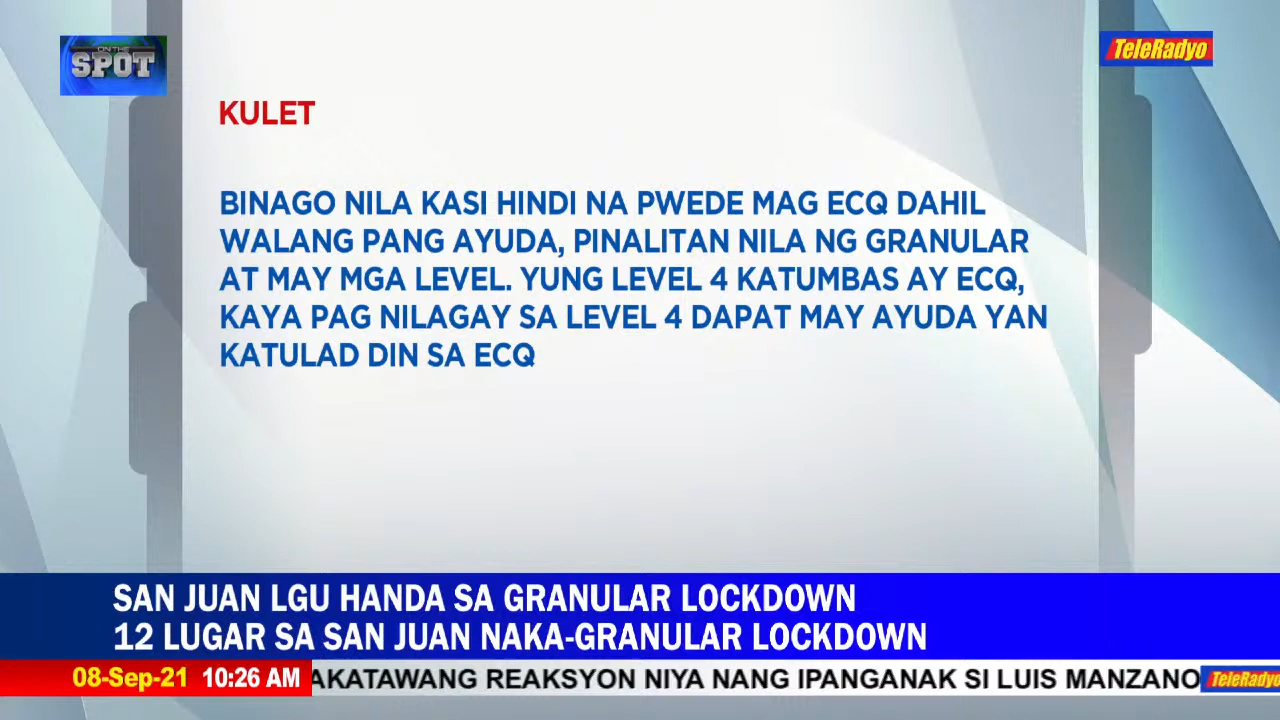 ON THE
SPOT
TeleRadyo
KULET
BINAGO NILA KASI HINDI NA PWEDE MAG ECQ DAHIL
WALANG PANG AYUDA, PINALITAN NILA NG GRANULAR
AT MAY MGA LEVEL. YUNG LEVEL 4 KATUMBAS AY ECQ,
KAYA PAG NILAGAY SA LEVEL 4 DAPAT MAY AYUDA YAN
KATULAD DIN SA ECQ
SAN JUAN LGU HANDA SA GRANULAR LOCKDOWN
12 LUGAR SA SAN JUAN NAKA-GRANULAR LOCKDOWN
08-Sep-21 10:26 AM AKATAWANG REAKSYON NIYA NANG IPANGANAK SI LUIS MANZANO TeleRadyo